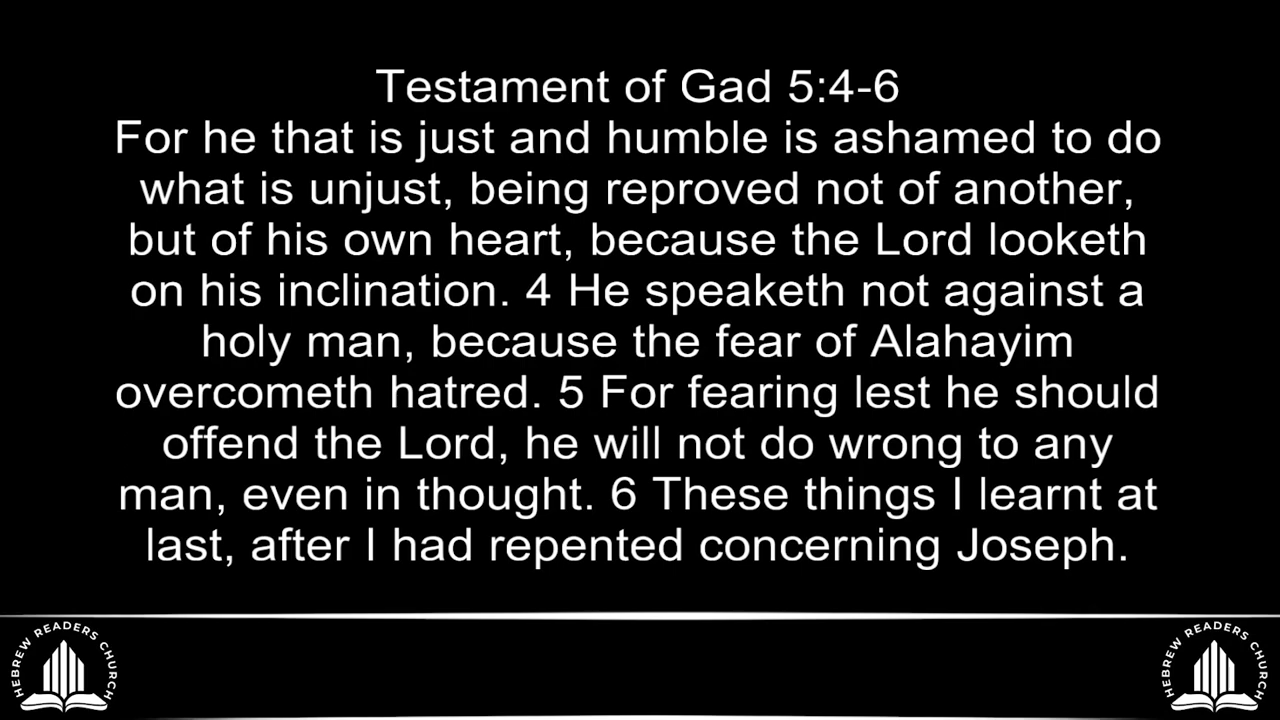 Testament of Gad 5:4-6
For he that is just and humble is ashamed to do
what is unjust, being reproved not of another,
but of his own heart, because the Lord looketh
on his inclination. 4 He speaketh not against a
holy man, because the fear of Alahayim
overcometh hatred. 5 For fearing lest he should
offend the Lord, he will not do wrong to any
man, even in thought. 6 These things I learnt at
last, after I had repented concerning Joseph.
HEBREW READERS CHURCH
HEBREW READERS CHURCH